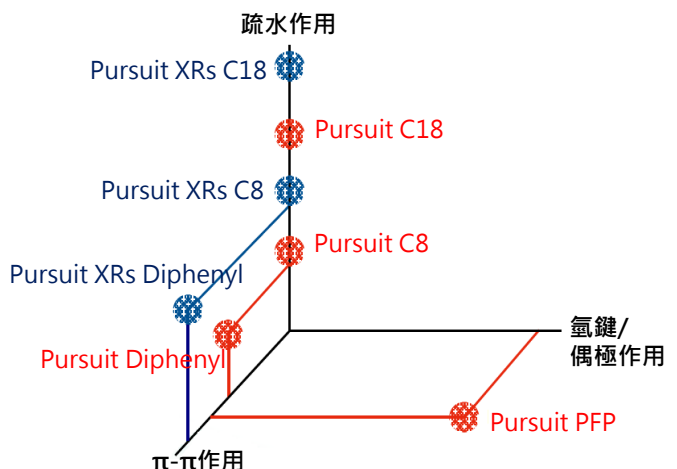 疏水作用
Pursuit XRs C18
Pursuit C18
Pursuit XRs C8
Pursuit C8
Pursuit XRs Diphenyl
氫鍵/
偶極作用
Pursuit Diphenyl
Pursuit PFP
π-π作用